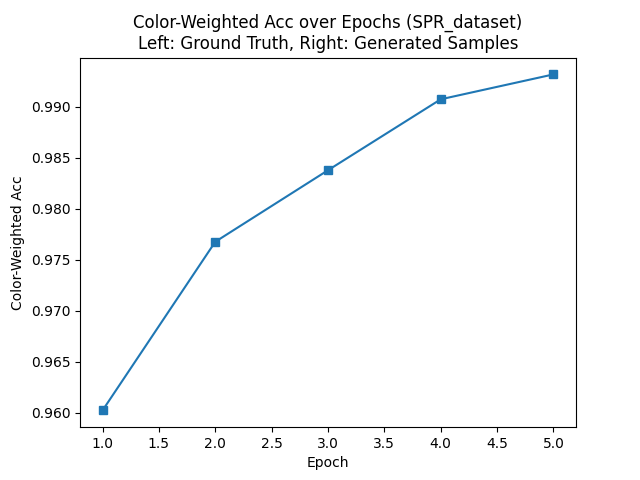 Color-Weighted Acc over Epochs (SPR_dataset)
Left: Ground Truth, Right: Generated Samples
Color-Weighted Acc
0.990
0.985
0.980
0.975
0.970
0.965
0.960
1.0 1.5 2.0 2.5 3.0 3.5 4.0 4.5 5.0
Epoch